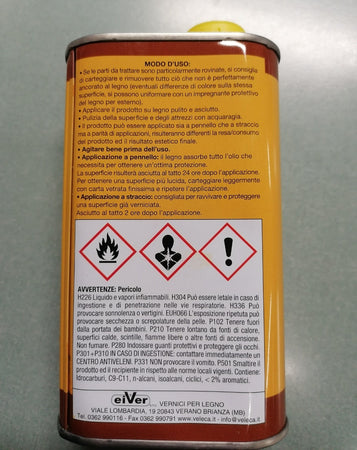 MODO D'USO:
• Se le parti da trattare sono particolarmente rovinate, si consiglia
di carteggiare e rimuovere tutto ciò che non è perfettamente
ancorato al legno (eventuali differenze di colore sulla stessa
superficie, si possono uniformare con un impregnante protettivo
del legno per esterno).
• Applicare il prodotto su legno pulito e asciutto.
• Pulizia della superficie e degli attrezzi con acquaragia.
• Il prodotto può essere applicato sia a pennello che a straccio
ma a parità di applicazioni, risulteranno differenti la resa/consumo
del prodotto ed il risultato estetico finale.
• Agitare bene prima dell'uso.
• Applicazione a pennello: il legno assorbe tutto l'olio che
necessita per ottenere un'ottima protezione.
La superficie risulterà asciutta al tatto 24 ore dopo l'applicazione.
Per ottenere una superficie più lucida, carteggiare leggermente
con carta vetrata finissima e ripetere l'applicazione.
• Applicazione a straccio: consigliata per ravvivare e proteggere
una superficie già verniciata.
Asciutto al tatto 2 ore dopo l'applicazione.
AVVERTENZE: Pericolo
H226 Liquido e vapori infiammabili. H304 Può essere letale in caso di
ingestione e di penetrazione nelle vie respiratorie. H336 Può
provocare sonnolenza o vertigini. EUH066 L'esposizione ripetuta può
provocare secchezza o screpolature della pelle. P102 Tenere fuori
dalla portata dei bambini. P210 Tenere lontano da fonti di calore,
superfici calde, scintille, fiamme libere o altre fonti di accensione.
Non fumare. P280 Indossare guanti protettivi e proteggere gli occhi.
P301+P310 IN CASO DI INGESTIONE: contattare immediatamente un
CENTRO ANTIVELENI. P331 NON provocare il vomito. P501 Smaltire il
prodotto ed il recipiente in rispetto alle norme locali vigenti. Contiene:
Idrocarburi, C9-C11, n-alcani, isoalcani, ciclici, < 2% aromatici.
eiVer VERNICI PER LEGNO
VIALE LOMBARDIA, 19 20843 VERANO BRIANZA (MB)
Tel. 0362 990116 - Fax 0362 990791 www.veleca.it - info@veleca.it